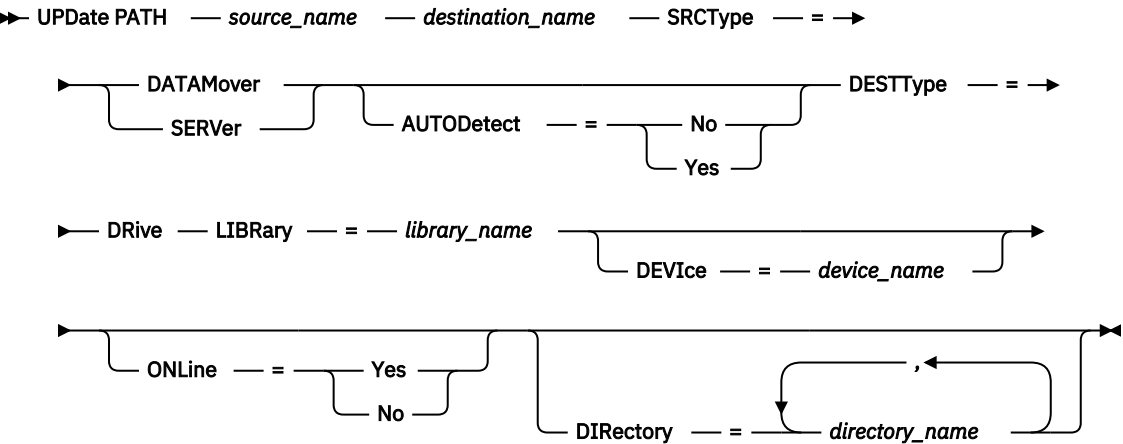 UPDate PATH source_name destination_name SRCType =
DATAMover DESTType =
SERVer AUTODetect = No
Yes
DRive LIBRary = library_name
DEVIce = device_name
ONLine = Yes ,
No
DIRectory = directory_name